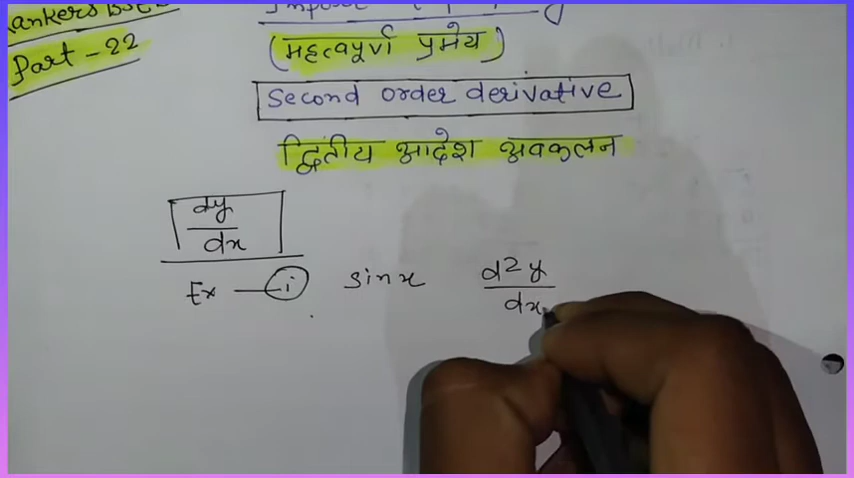 Part-22
(महत्वपूर्ण प्रमेय)
Second order derivative
द्वितीय आदेश अवकलन
dy
dx
Ex — i sinx d²y
dx